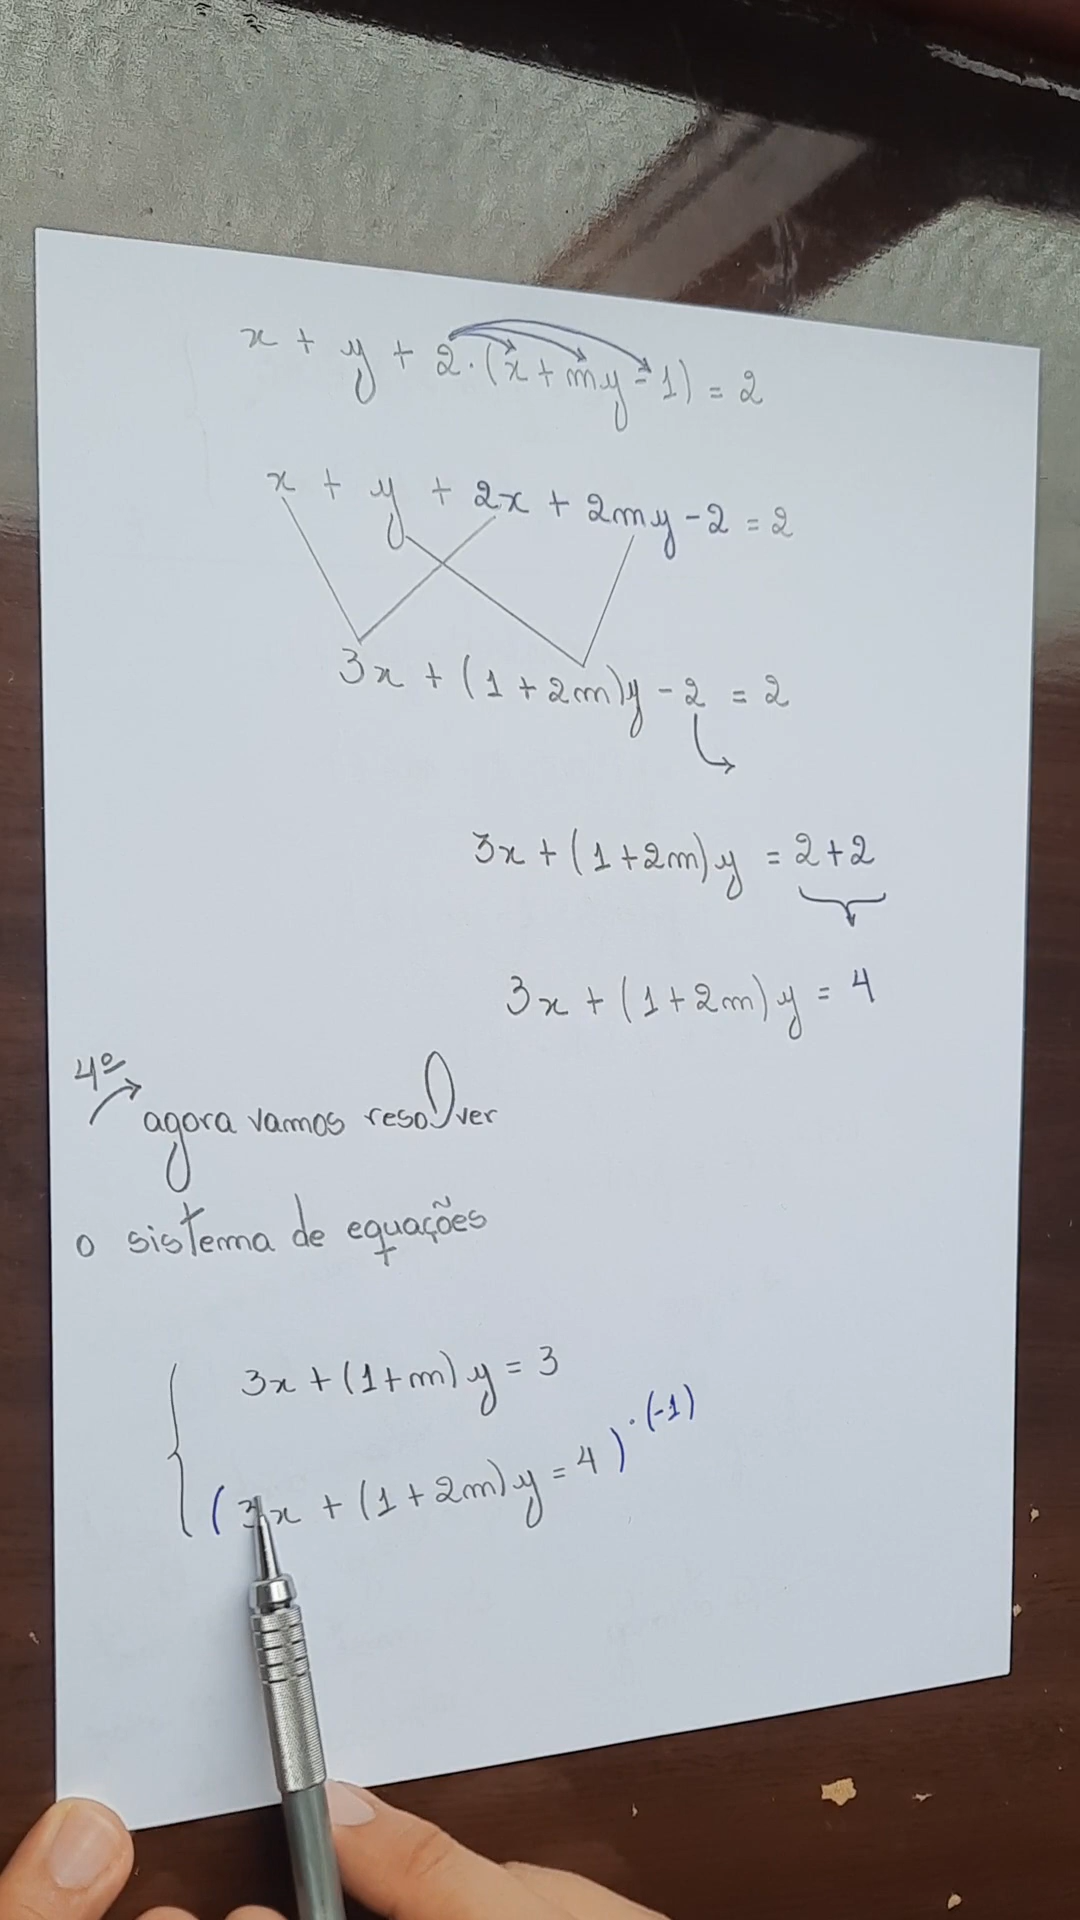 x + y + 2·(x + my - 1) = 2
x + y + 2x + 2my - 2 = 2
3x + (1 + 2m)y - 2 = 2
3x + (1 + 2m)y = 2 + 2
3x + (1 + 2m)y = 4
4º
agora vamos resolver
o sistema de equações
3x + (1 + m)y = 3
(3x + (1 + 2m)y = 4)·(-1)